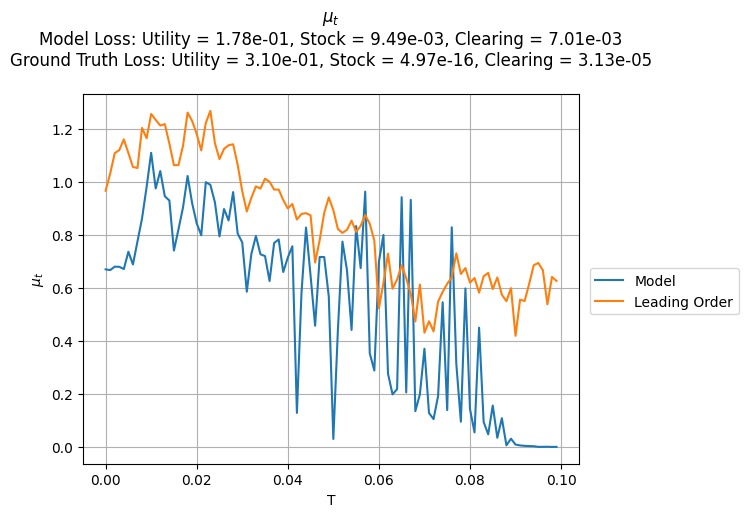 μt
Model Loss: Utility = 1.78e-01, Stock = 9.49e-03, Clearing = 7.01e-03
Ground Truth Loss: Utility = 3.10e-01, Stock = 4.97e-16, Clearing = 3.13e-05
1.2
1.0
0.8
0.6
0.4
0.2
0.0
μt
0.00 0.02 0.04 0.06 0.08 0.10
T
Model
Leading Order